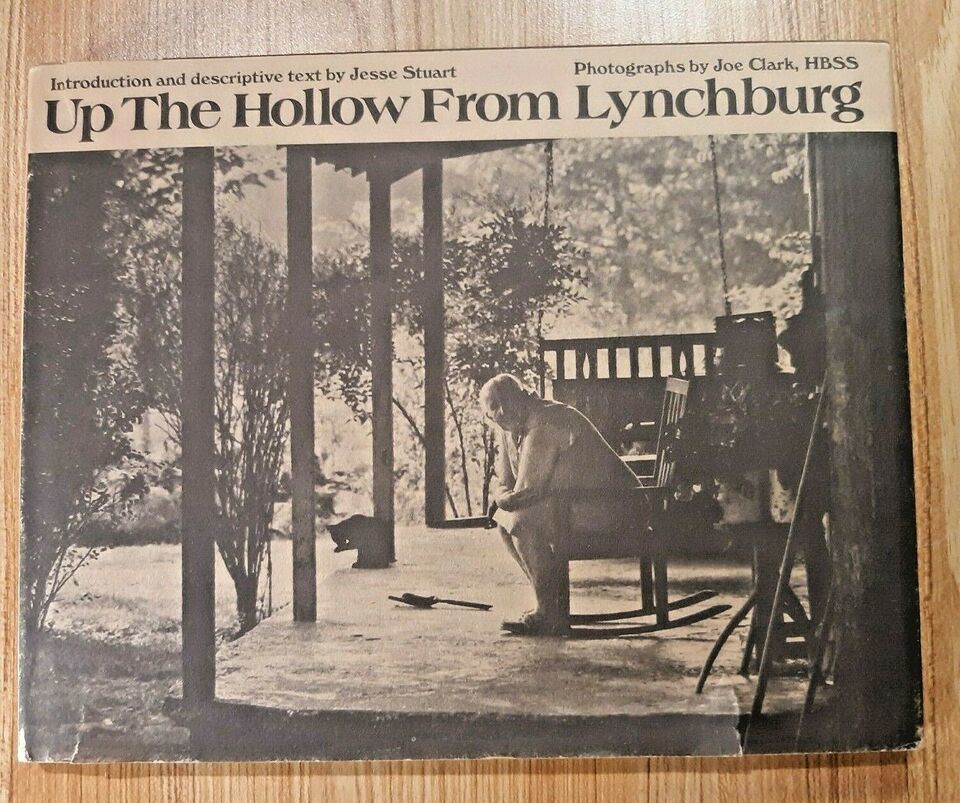 Introduction and descriptive text by Jesse Stuart
Photographs by Joe Clark, HBSS
Up The Hollow From Lynchburg